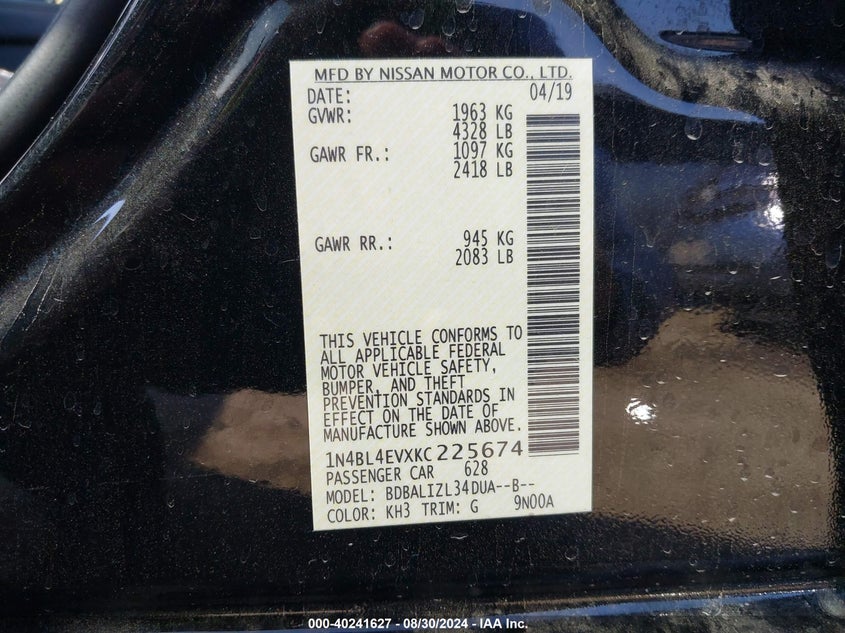 MFD BY NISSAN MOTOR CO., LTD.
DATE: 04/19
GVWR: 1963 KG
4328 LB
GAWR FR.: 1097 KG
2418 LB
GAWR RR.: 945 KG
2083 LB
THIS VEHICLE CONFORMS TO
ALL APPLICABLE FEDERAL
MOTOR VEHICLE SAFETY,
BUMPER, AND THEFT
PREVENTION STANDARDS IN
EFFECT ON THE DATE OF
MANUFACTURE SHOWN ABOVE.
1N4BL4EVXKC225674
PASSENGER CAR 628
MODEL: BDBALIZL34DUA--B--
COLOR: KH3 TRIM: G 9N00A
000-40241627 - 08/30/2024 - IAA Inc.